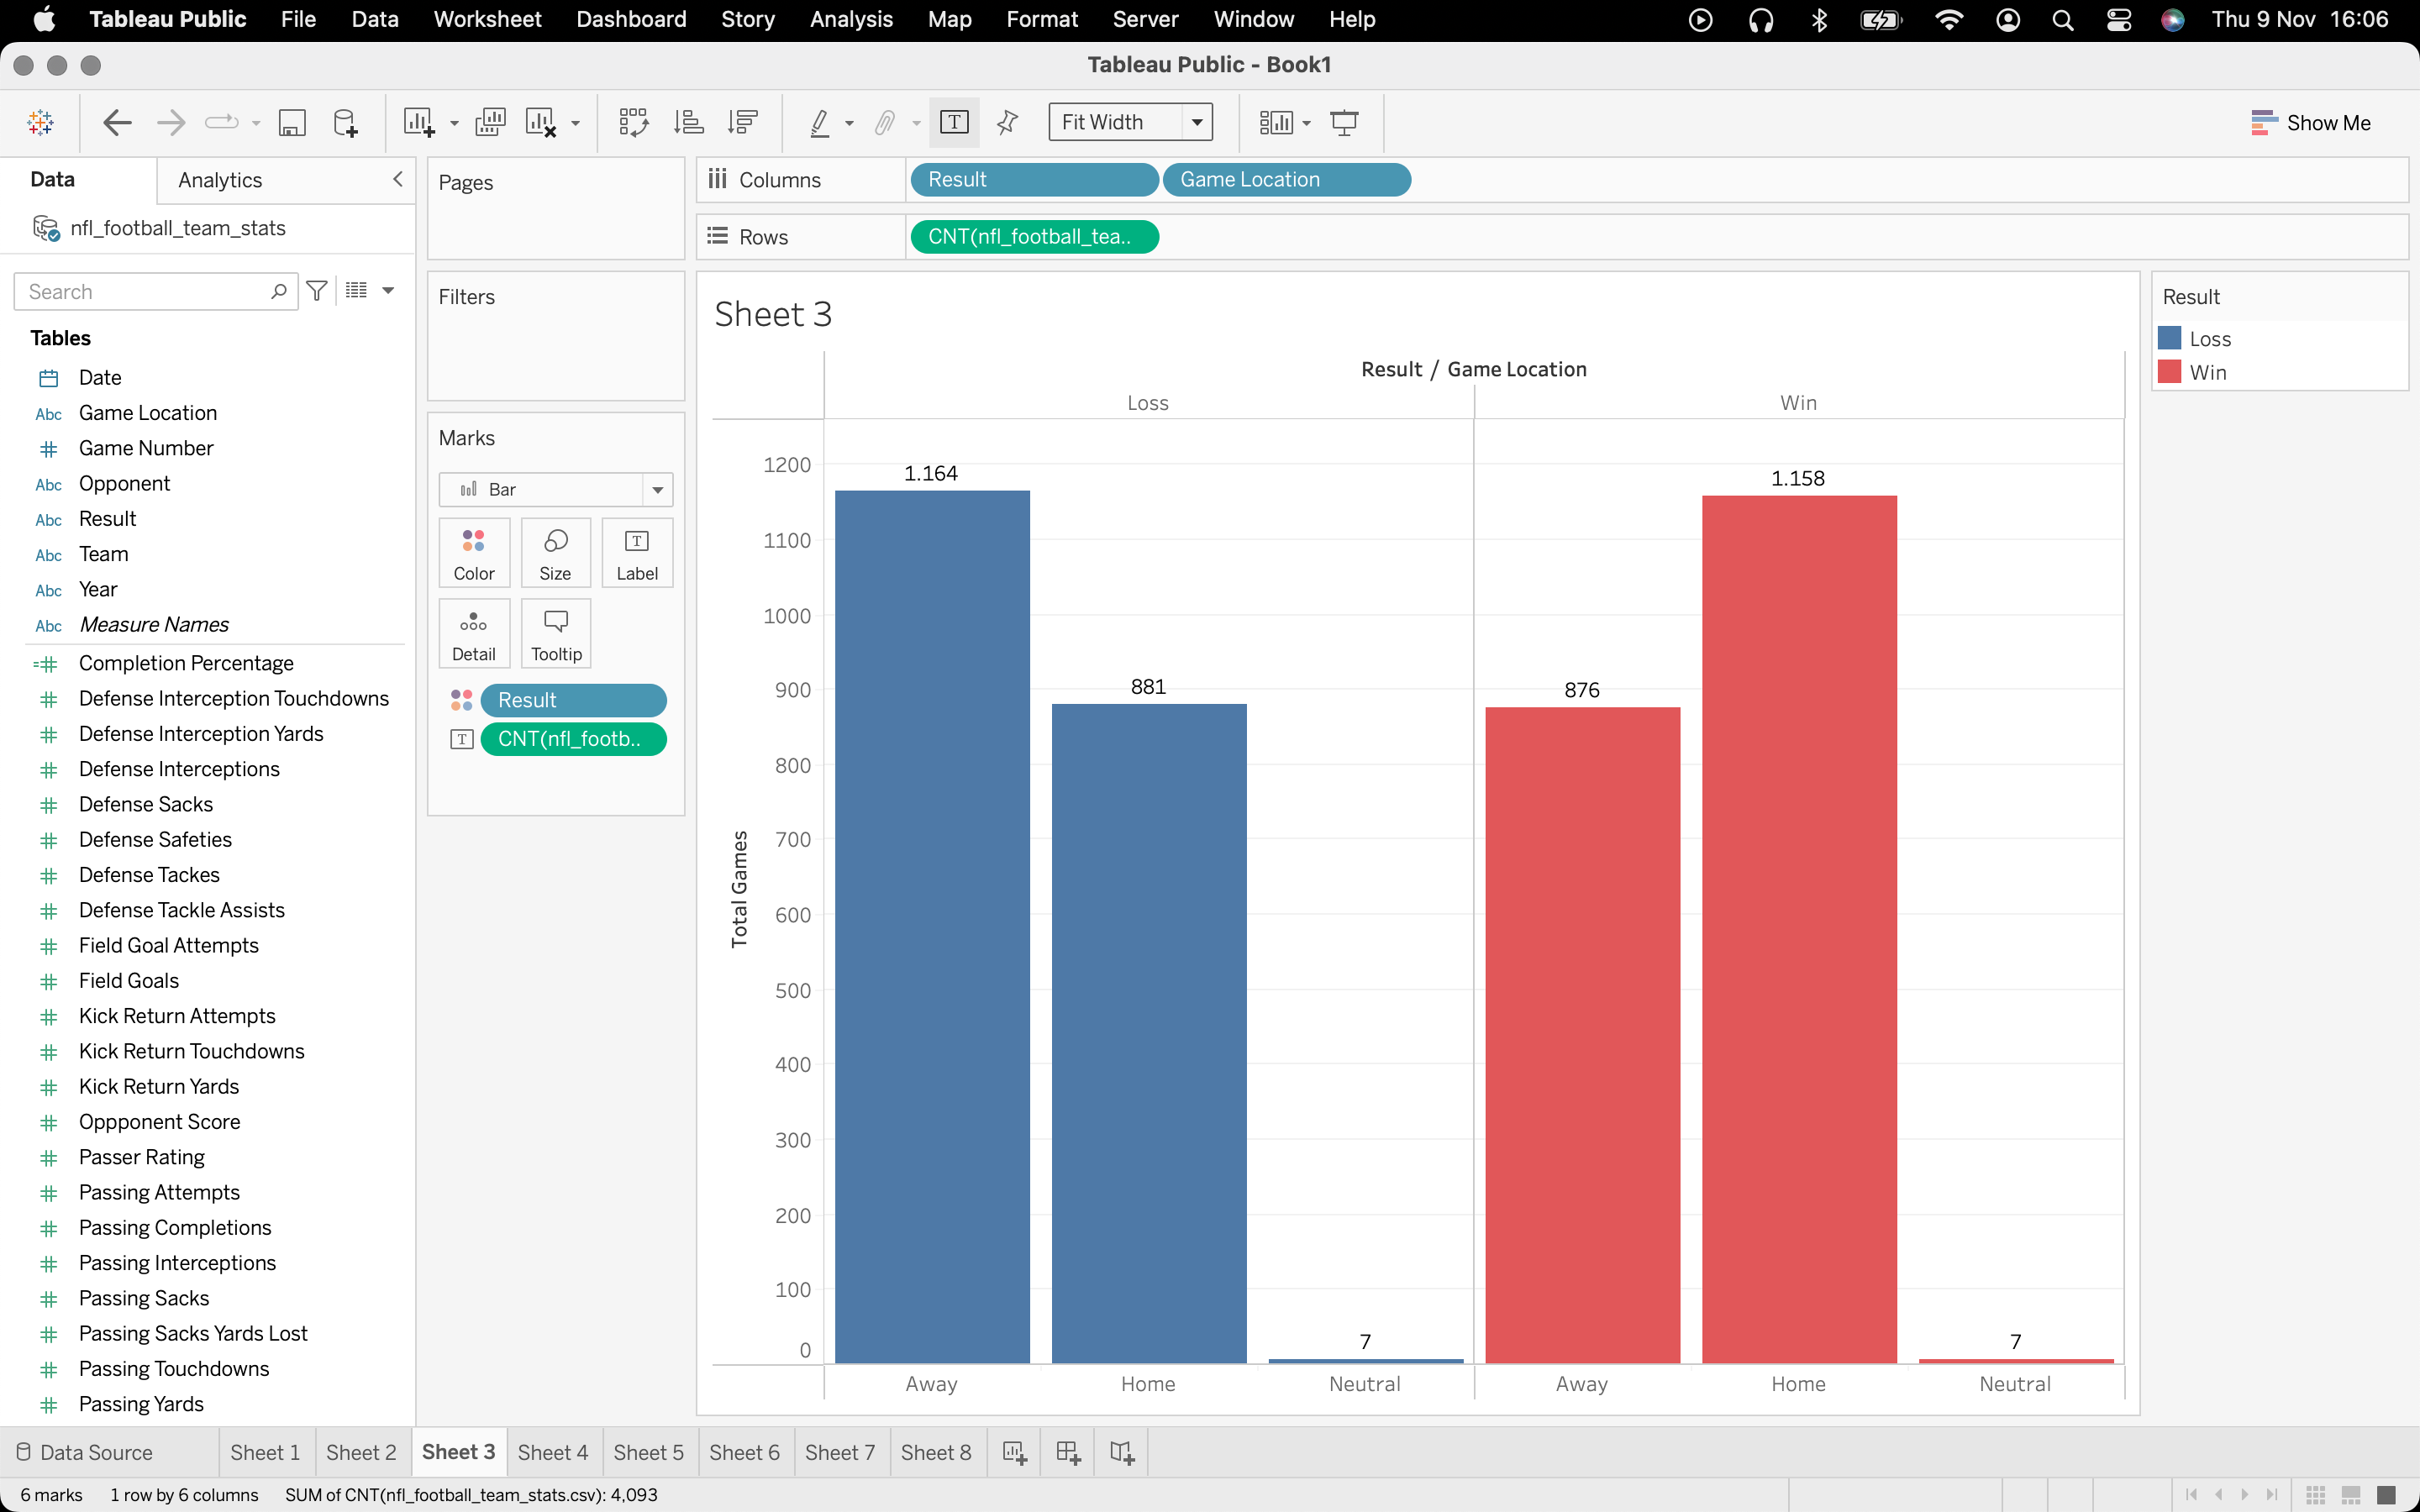 Tableau Public File Data Worksheet Dashboard Story Analysis Map Format Server Window Help Thu 9 Nov 16:06
Tableau Public - Book1
Fit Width
Show Me
Data Analytics
nfl_football_team_stats
Search
Tables
Date
Abc Game Location
Game Number
Abc Opponent
Abc Result
Abc Team
Abc Year
Abc Measure Names
Completion Percentage
Defense Interception Touchdowns
Defense Interception Yards
Defense Interceptions
Defense Sacks
Defense Safeties
Defense Tackes
Defense Tackle Assists
Field Goal Attempts
Field Goals
Kick Return Attempts
Kick Return Touchdowns
Kick Return Yards
Oppponent Score
Passer Rating
Passing Attempts
Passing Completions
Passing Interceptions
Passing Sacks
Passing Sacks Yards Lost
Passing Touchdowns
Passing Yards
Pages
Filters
Marks
Bar
Color Size Label
Detail Tooltip
Result
CNT(nfl_footb..
Columns Result Game Location
Rows CNT(nfl_football_tea..
Sheet 3
Result / Game Location
Loss Win
Total Games
1200
1100
1000
900
800
700
600
500
400
300
200
100
0
1.164
881
7
876
1.158
7
Away Home Neutral Away Home Neutral
Result
Loss
Win
Data Source Sheet 1 Sheet 2 Sheet 3 Sheet 4 Sheet 5 Sheet 6 Sheet 7 Sheet 8
6 marks 1 row by 6 columns SUM of CNT(nfl_football_team_stats.csv): 4,093